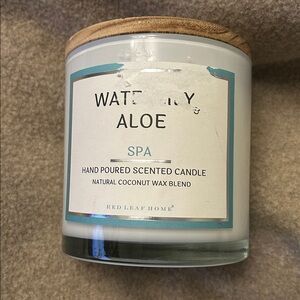 &
ALOE
SPA
HAND POURED SCENTED CANDLE
NATURAL COCONUT WAX BLEND
RED LEAF HOME